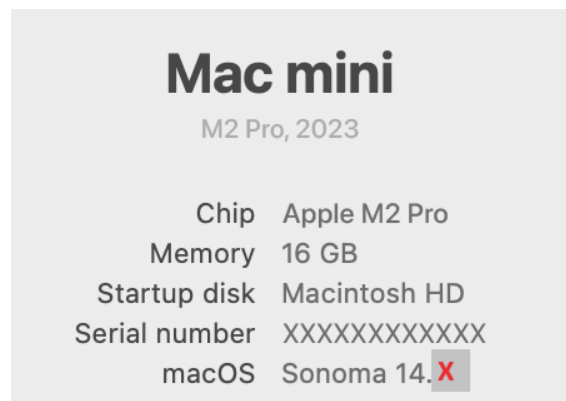 Mac mini
M2 Pro, 2023
Chip Apple M2 Pro
Memory 16 GB
Startup disk Macintosh HD
Serial number XXXXXXXXXXXX
macOS Sonoma 14.X